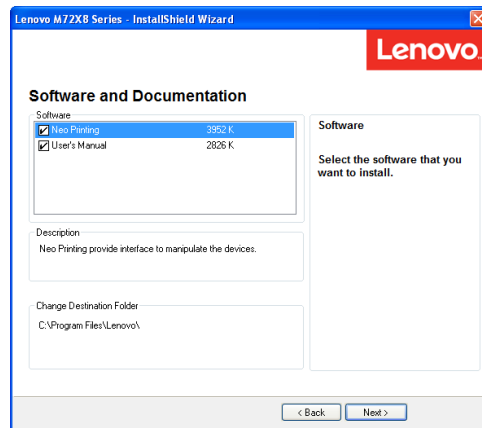 Lenovo M72X8 Series - InstallShield Wizard
Lenovo
Software and Documentation
Software
Neo Printing 3952 K
User's Manual 2826 K
Software
Select the software that you
want to install.
Description
Neo Printing provide interface to manipulate the devices.
Change Destination Folder
C:\Program Files\Lenovo\
< Back
Next >